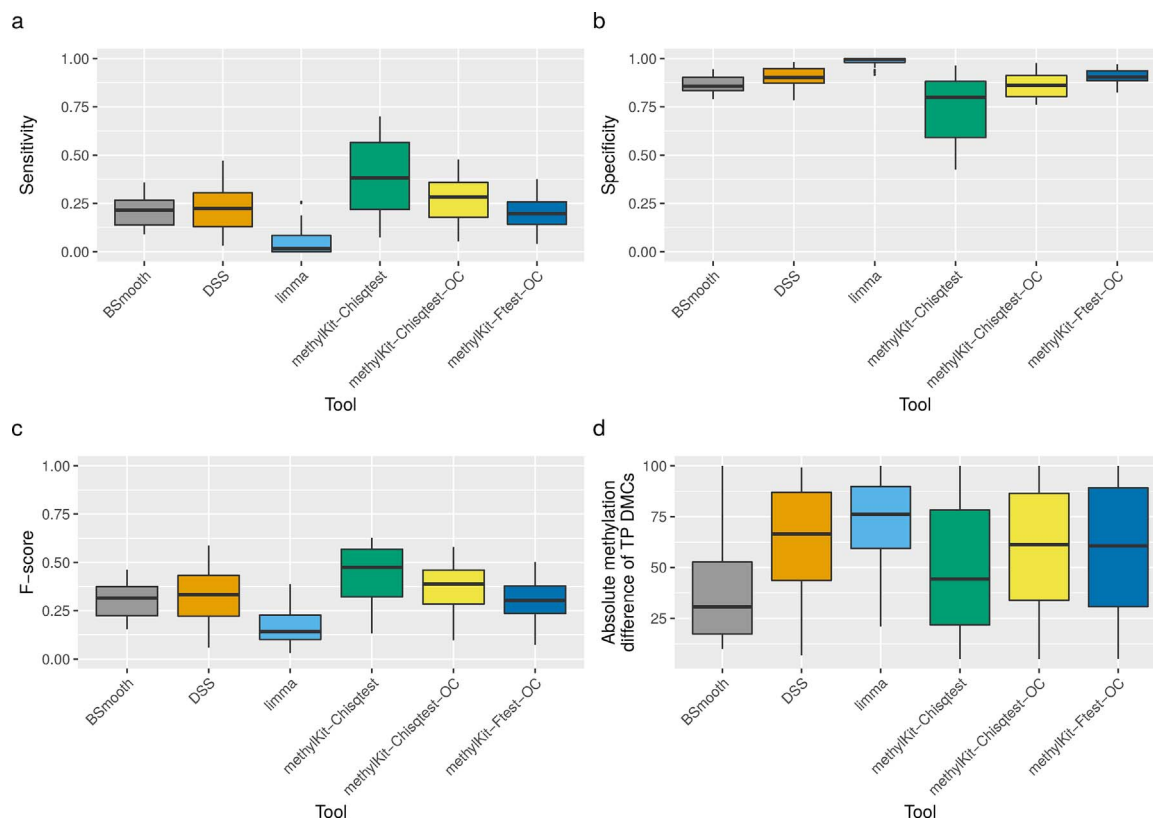 a
1.00
0.75
0.50
0.25
0.00
Sensitivity
BSmooth
DSS
limma
methylKit−Chisqtest
methylKit−Chisqtest−OC
methylKit−Ftest−OC
Tool
b
1.00
0.75
0.50
0.25
0.00
Specificity
BSmooth
DSS
limma
methylKit−Chisqtest
methylKit−Chisqtest−OC
methylKit−Ftest−OC
Tool
c
1.00
0.75
0.50
0.25
0.00
F−score
BSmooth
DSS
limma
methylKit−Chisqtest
methylKit−Chisqtest−OC
methylKit−Ftest−OC
Tool
d
100
75
50
25
Absolute methylation
difference of TP DMCs
BSmooth
DSS
limma
methylKit−Chisqtest
methylKit−Chisqtest−OC
methylKit−Ftest−OC
Tool